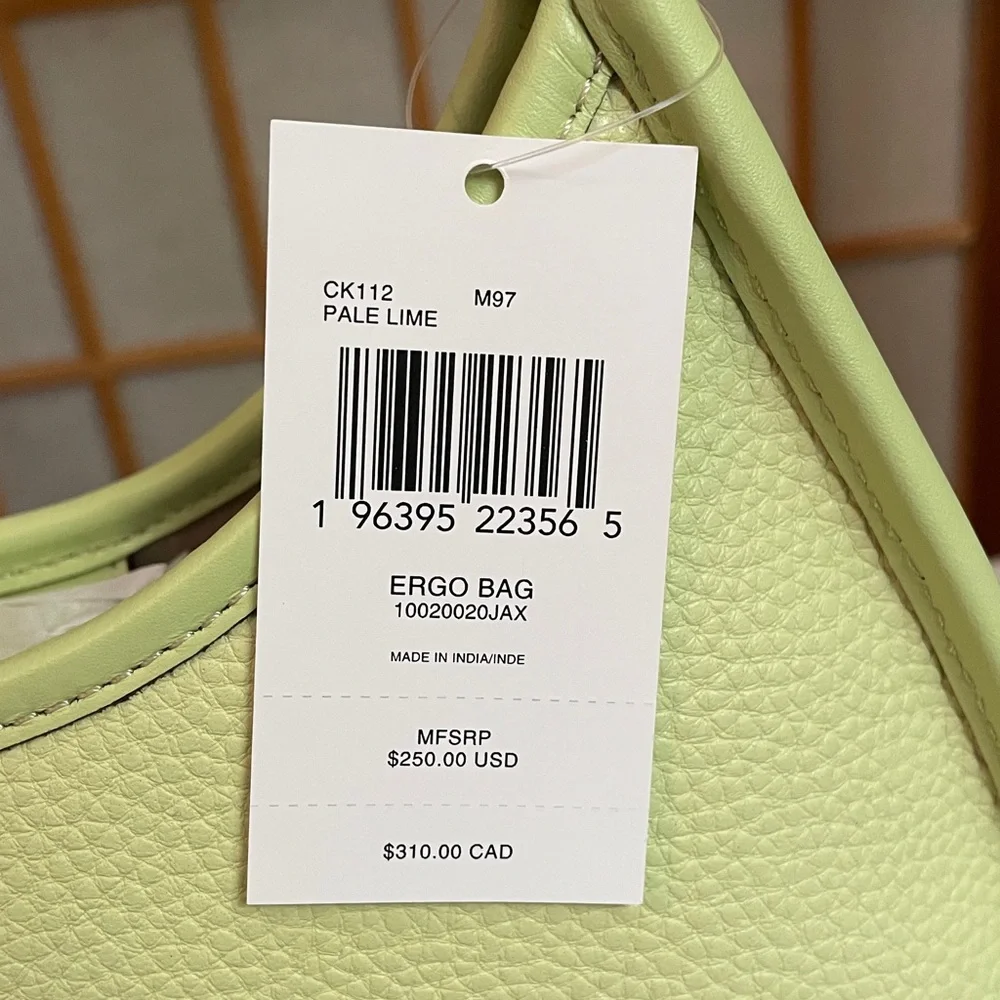 CK112 M97
PALE LIME
1 96395 22356 5
ERGO BAG
10020020JAX
MADE IN INDIA/INDE
MFSRP
$250.00 USD
$310.00 CAD